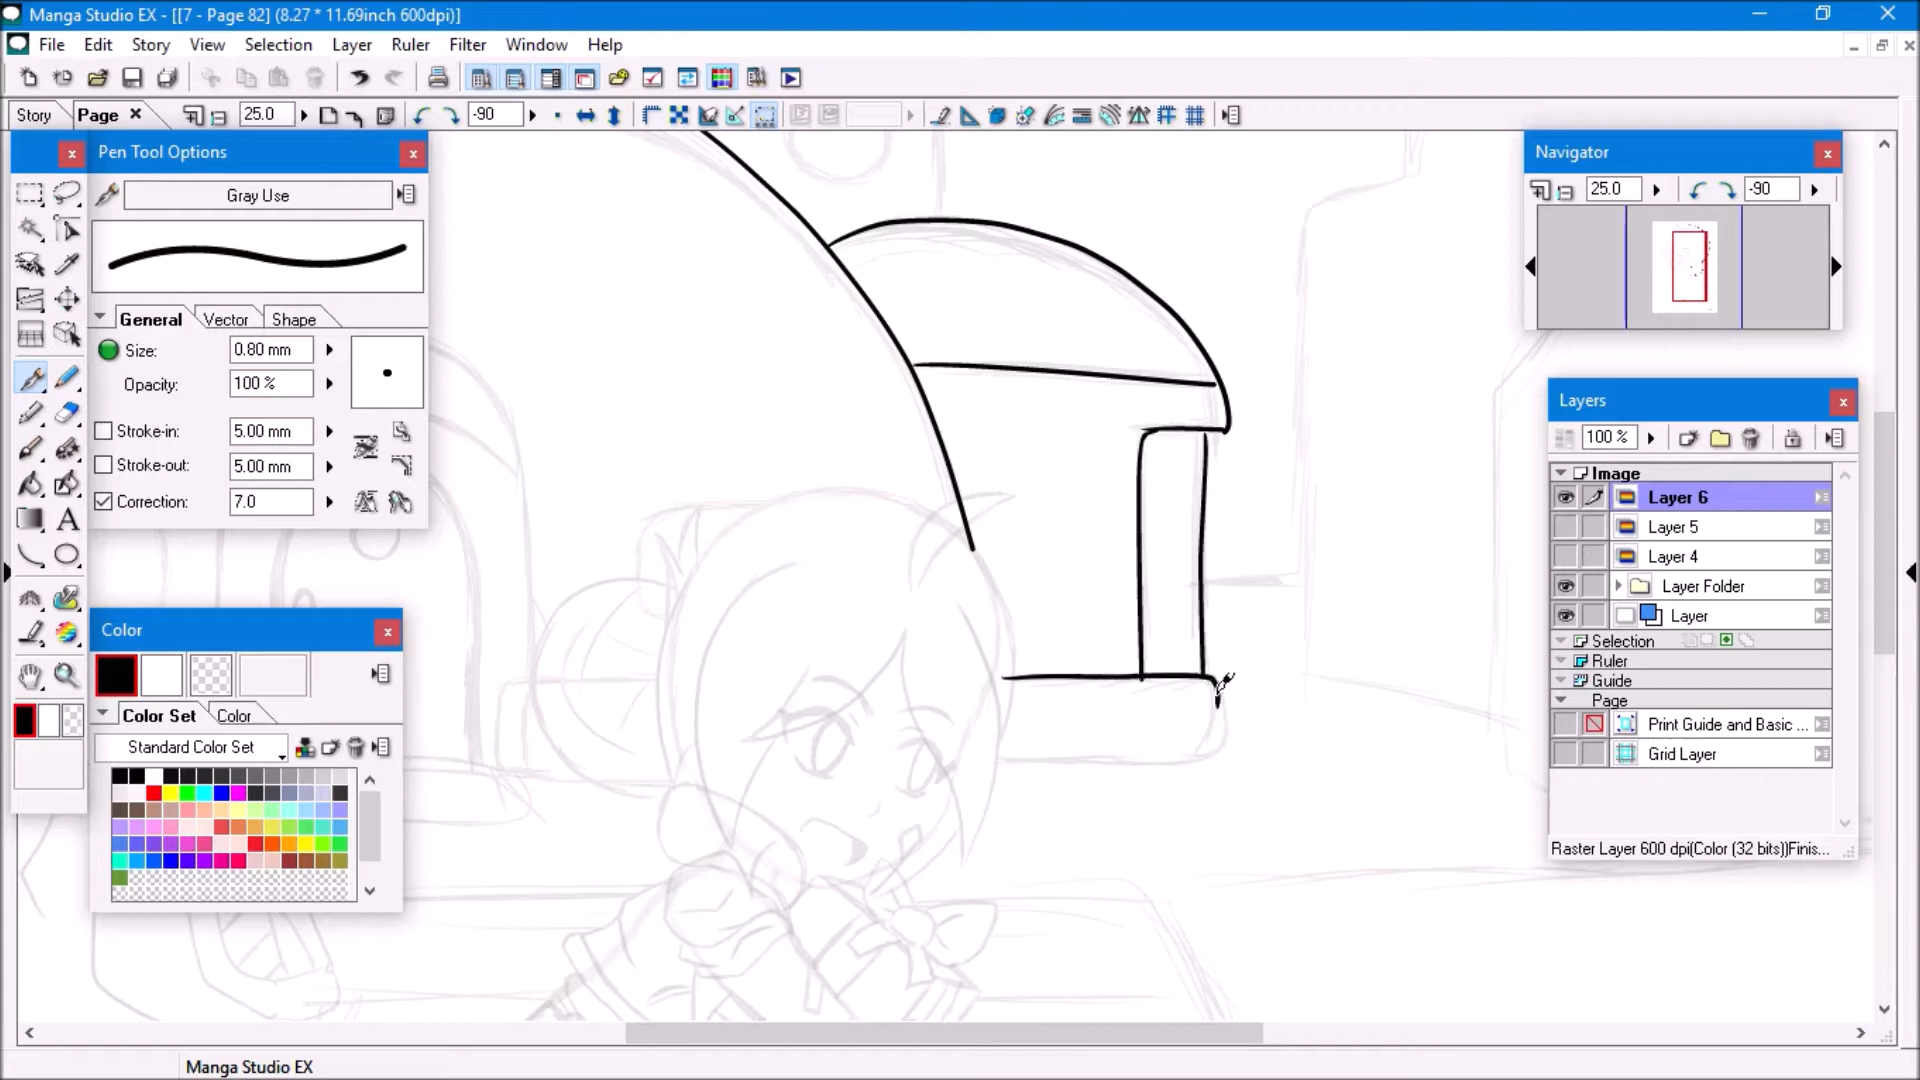 Manga Studio EX - [[7 - Page 82] (8.27 * 11.69inch 600dpi)]
File Edit Story View Selection Layer Ruler Filter Window Help
Story Page 25.0 -90
Pen Tool Options
Gray Use
General Vector Shape
Size: 0.80 mm
Opacity: 100 %
Stroke-in: 5.00 mm
Stroke-out: 5.00 mm
Correction: 7.0
Color
Color Set Color
Standard Color Set
Navigator
25.0 -90
Layers
100 %
Image
Layer 6
Layer 5
Layer 4
Layer Folder
Layer
Selection
Ruler
Guide
Page
Print Guide and Basic ...
Grid Layer
Raster Layer 600 dpi(Color (32 bits))Finis...
Manga Studio EX